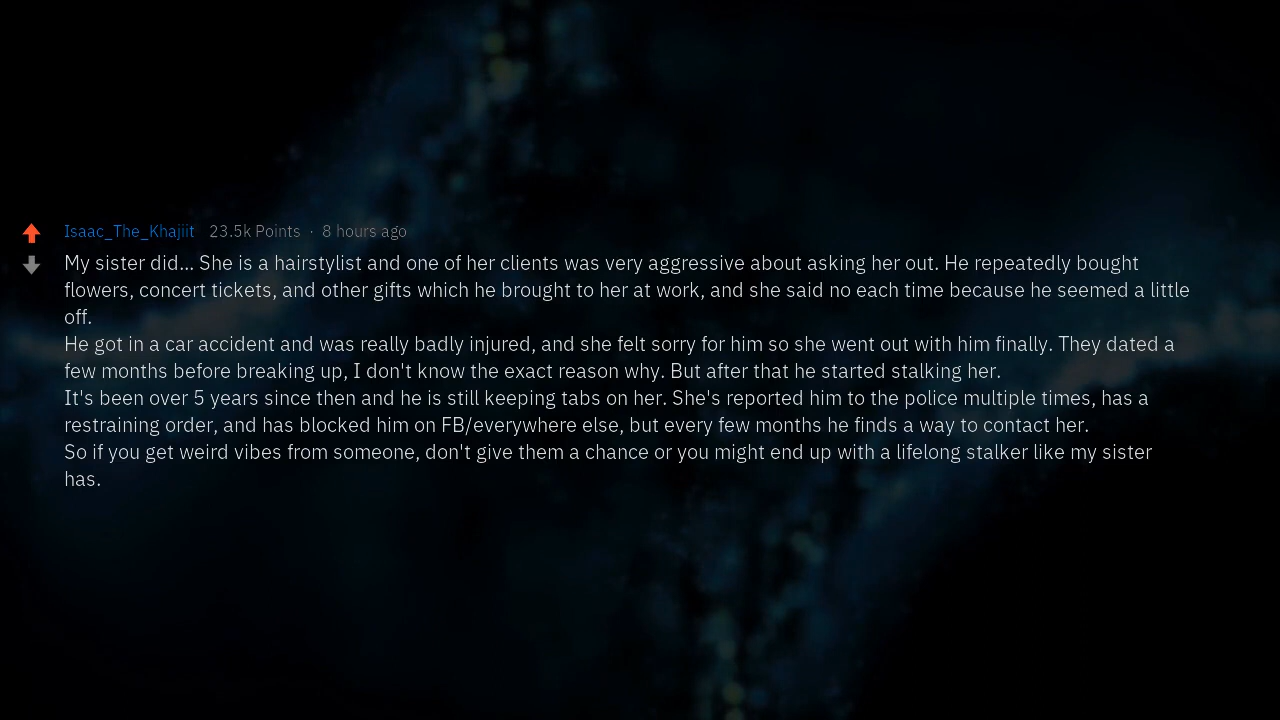 Isaac_The_Khajiit 23.5k Points · 8 hours ago
My sister did... She is a hairstylist and one of her clients was very aggressive about asking her out. He repeatedly bought
flowers, concert tickets, and other gifts which he brought to her at work, and she said no each time because he seemed a little
off.
He got in a car accident and was really badly injured, and she felt sorry for him so she went out with him finally. They dated a
few months before breaking up, I don't know the exact reason why. But after that he started stalking her.
It's been over 5 years since then and he is still keeping tabs on her. She's reported him to the police multiple times, has a
restraining order, and has blocked him on FB/everywhere else, but every few months he finds a way to contact her.
So if you get weird vibes from someone, don't give them a chance or you might end up with a lifelong stalker like my sister
has.